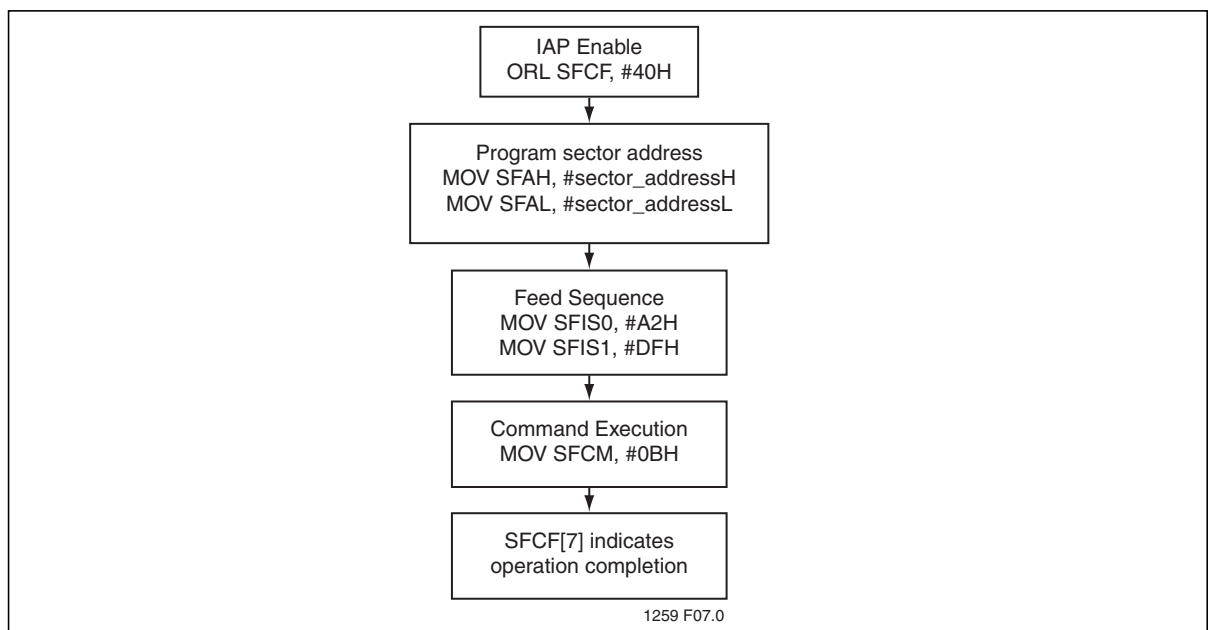 IAP Enable
ORL SFCF, #40H
Program sector address
MOV SFAH, #sector_addressH
MOV SFAL, #sector_addressL
Feed Sequence
MOV SFIS0, #A2H
MOV SFIS1, #DFH
Command Execution
MOV SFCM, #0BH
SFCF[7] indicates
operation completion
1259 F07.0